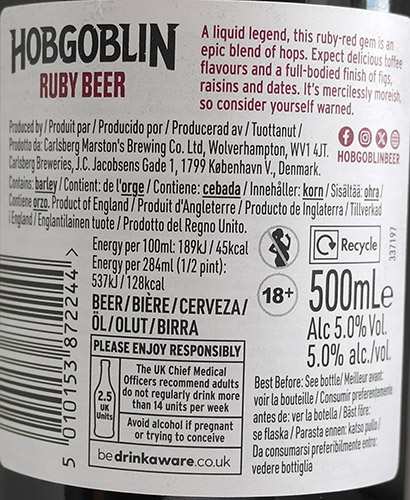 HOBGOBLIN
RUBY BEER
A liquid legend, this ruby-red gem is an
epic blend of hops. Expect delicious toffee
flavours and a full-bodied finish of figs,
raisins and dates. It's mercilessly moreish,
so consider yourself warned.
Produced by / Produit par / Producido por / Producerad av / Tuottanut /
Prodotto da: Carlsberg Marston's Brewing Co. Ltd, Wolverhampton, WV1 4JT.
Carlsberg Breweries, J.C. Jacobsens Gade 1, 1799 København V., Denmark.
HOBGOBLINBEER
Contains: barley / Contient: de l'orge / Contiene: cebada / Innehåller: korn / Sisältää: ohra /
Contiene orzo. Product of England / Produit d'Angleterre / Producto de Inglaterra / Tillverkad
i England / Englantilainen tuote / Prodotto del Regno Unito.
Energy per 100ml: 189kJ / 45kcal
Energy per 284ml (1/2 pint):
537kJ / 128kcal
BEER / BIÈRE / CERVEZA /
ÖL / OLUT / BIRRA
PLEASE ENJOY RESPONSIBLY
2.5
UK
Units
The UK Chief Medical
Officers recommend adults
do not regularly drink more
than 14 units per week
Avoid alcohol if pregnant
or trying to conceive
bedrinkaware.co.uk
5 010153 872244
18+
Recycle
337197
500mLe
Alc 5.0% Vol.
5.0% alc./vol.
Best Before: See bottle/ Meilleur avant:
voir la bouteille / Consumir preferentemente
antes de: ver la botella / Bäst före:
se flaska / Parasta ennen: katso pullo /
Da consumarsi preferibilmente entro:
vedere bottiglia